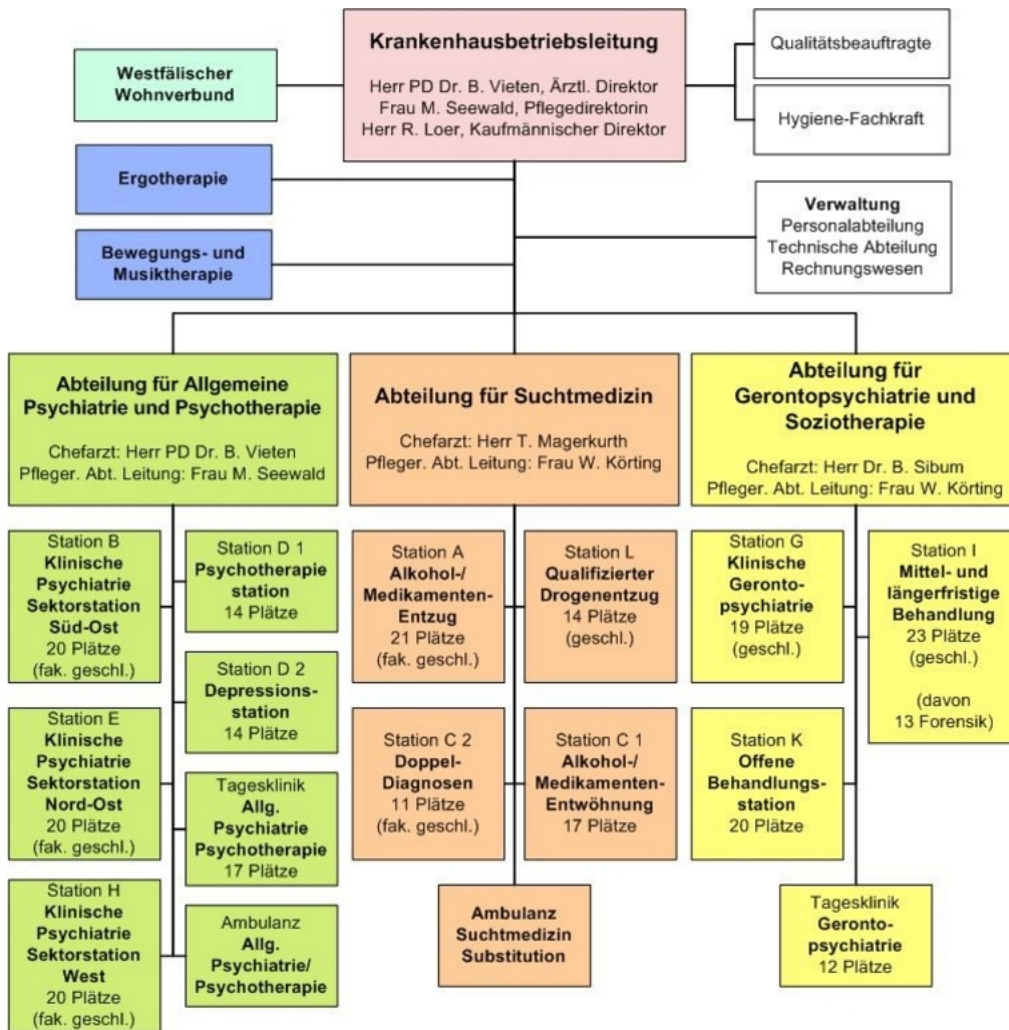 Krankenhausbetriebsleitung
Herr PD Dr. B. Vieten, Ärztl. Direktor
Frau M. Seewald, Pflegedirektorin
Herr R. Loer, Kaufmännischer Direktor
Westfälischer
Wohnverbund
Qualitätsbeauftragte
Hygiene-Fachkraft
Ergotherapie
Bewegungs- und
Musiktherapie
Verwaltung
Personalabteilung
Technische Abteilung
Rechnungswesen
Abteilung für Allgemeine
Psychiatrie und Psychotherapie
Chefarzt: Herr PD Dr. B. Vieten
Pfleger. Abt. Leitung: Frau M. Seewald
Station B
Klinische
Psychiatrie
Sektorstation
Süd-Ost
20 Plätze
(fak. geschl.)
Station D 1
Psychotherapie
station
14 Plätze
Station D 2
Depressions-
station
14 Plätze
Station E
Klinische
Psychiatrie
Sektorstation
Nord-Ost
20 Plätze
(fak. geschl.)
Tagesklinik
Allg.
Psychiatrie
Psychotherapie
17 Plätze
Station H
Klinische
Psychiatrie
Sektorstation
West
20 Plätze
(fak. geschl.)
Ambulanz
Allg.
Psychiatrie/
Psychotherapie
Abteilung für Suchtmedizin
Chefarzt: Herr T. Magerkurth
Pfleger. Abt. Leitung: Frau W. Körting
Station A
Alkohol-/
Medikamenten-
Entzug
21 Plätze
(fak. geschl.)
Station L
Qualifizierter
Drogenentzug
14 Plätze
(geschl.)
Station C 2
Doppel-
Diagnosen
11 Plätze
(fak. geschl.)
Station C 1
Alkohol-/
Medikamenten-
Entwöhnung
17 Plätze
Ambulanz
Suchtmedizin
Substitution
Abteilung für
Gerontopsychiatrie und
Soziotherapie
Chefarzt: Herr Dr. B. Sibum
Pfleger. Abt. Leitung: Frau W. Körting
Station G
Klinische
Geronto-
psychiatrie
19 Plätze
(geschl.)
Station I
Mittel- und
längerfristige
Behandlung
23 Plätze
(geschl.)
(davon
13 Forensik)
Station K
Offene
Behandlungs-
station
20 Plätze
Tagesklinik
Geronto-
psychiatrie
12 Plätze